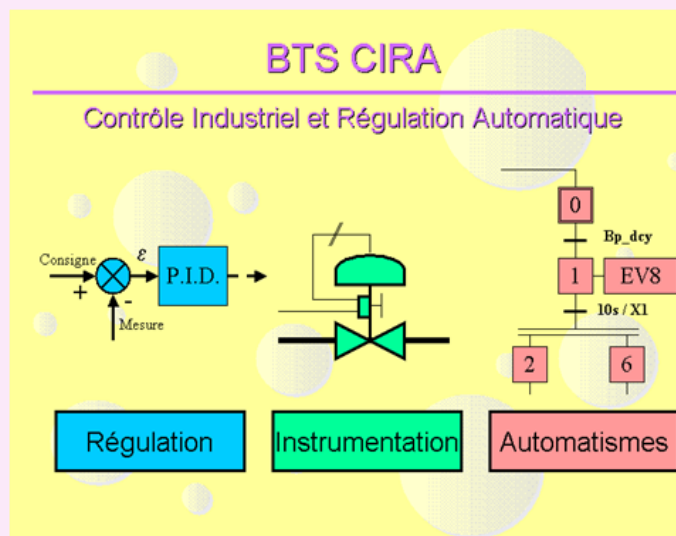 BTS CIRA
Contrôle Industriel et Régulation Automatique
Consigne
+
-
ε
P.I.D.
Mesure
0
Bp_dcy
1
EV8
10s / X1
2
6
Régulation
Instrumentation
Automatismes